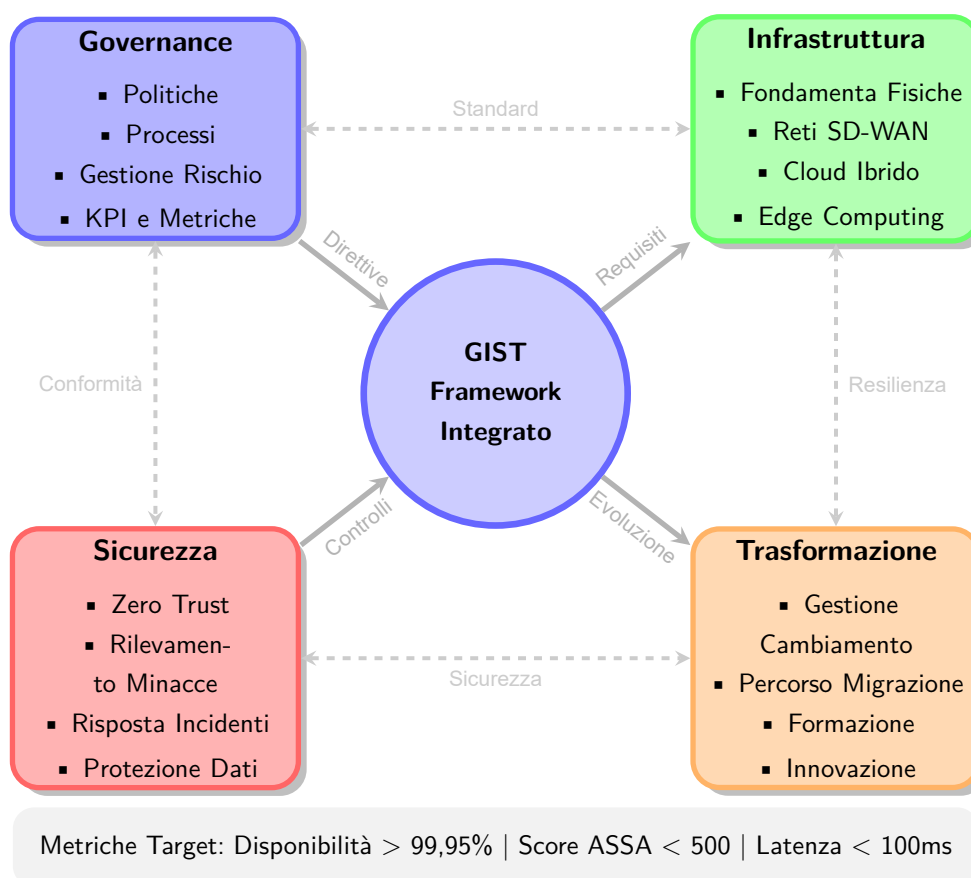 Governance
▪ Politiche
▪ Processi
▪ Gestione Rischio
▪ KPI e Metriche
Standard
Infrastruttura
▪ Fondamenta Fisiche
▪ Reti SD-WAN
▪ Cloud Ibrido
▪ Edge Computing
Direttive
Requisiti
GIST
Framework
Integrato
Conformità
Resilienza
Controlli
Evoluzione
Sicurezza
▪ Zero Trust
▪ Rilevamen-
to Minacce
▪ Risposta Incidenti
▪ Protezione Dati
Sicurezza
Trasformazione
▪ Gestione
Cambiamento
▪ Percorso Migrazione
▪ Formazione
▪ Innovazione
Metriche Target: Disponibilità > 99,95% | Score ASSA < 500 | Latenza < 100ms